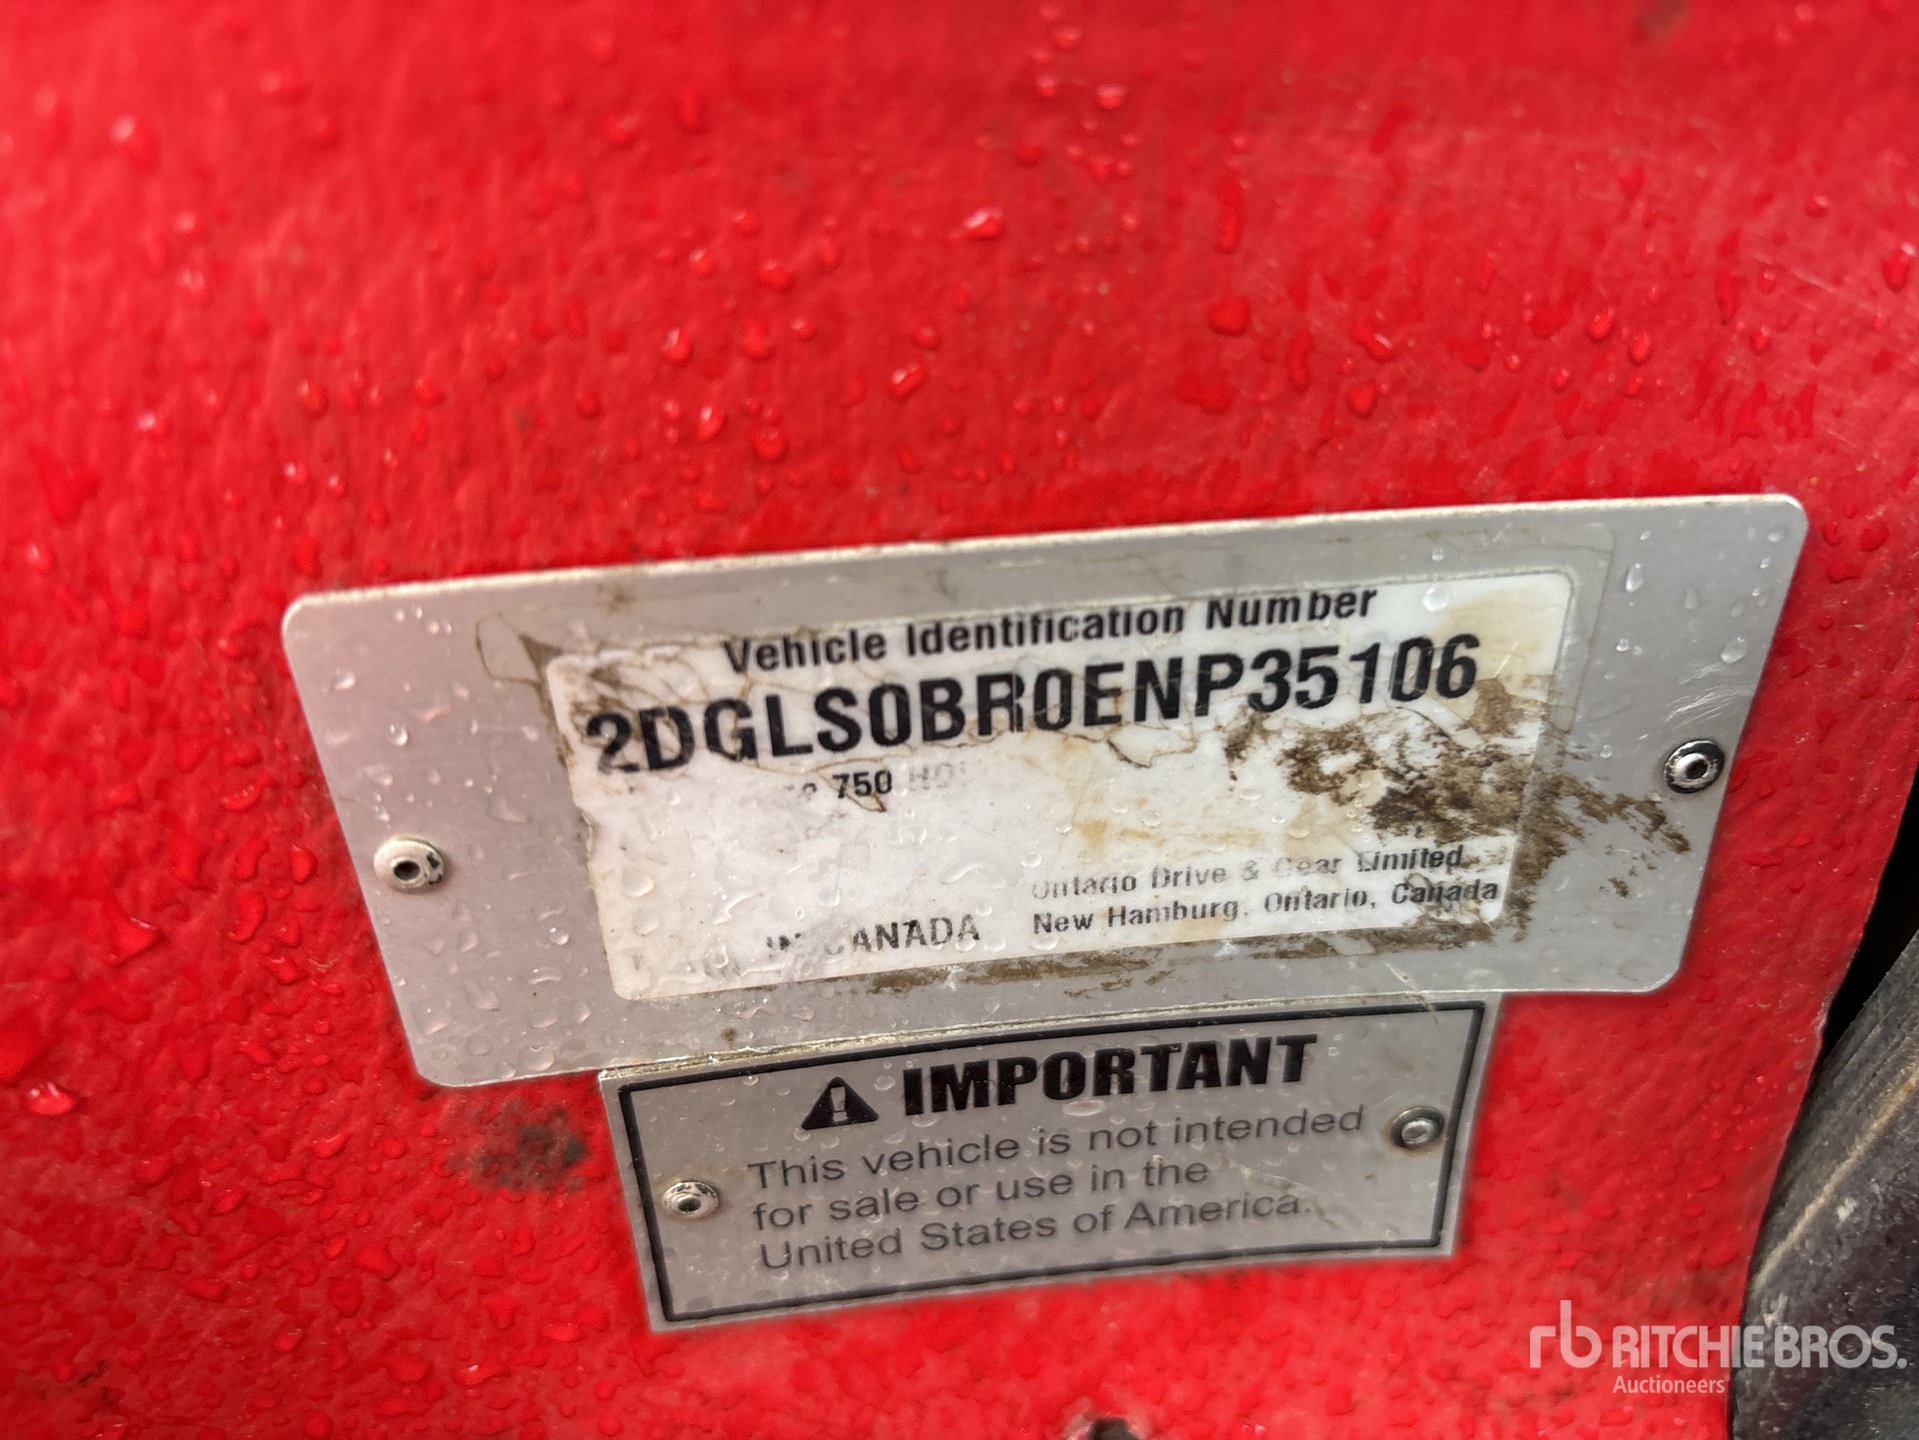 Vehicle Identification Number
2DGLS0BR0ENP35106
750
Ontario Drive & Gear Limited
CANADA
New Hamburg, Ontario, Canada
IMPORTANT
This vehicle is not intended
for sale or use in the
United States of America.
rb RITCHIE BROS.
Auctioneers